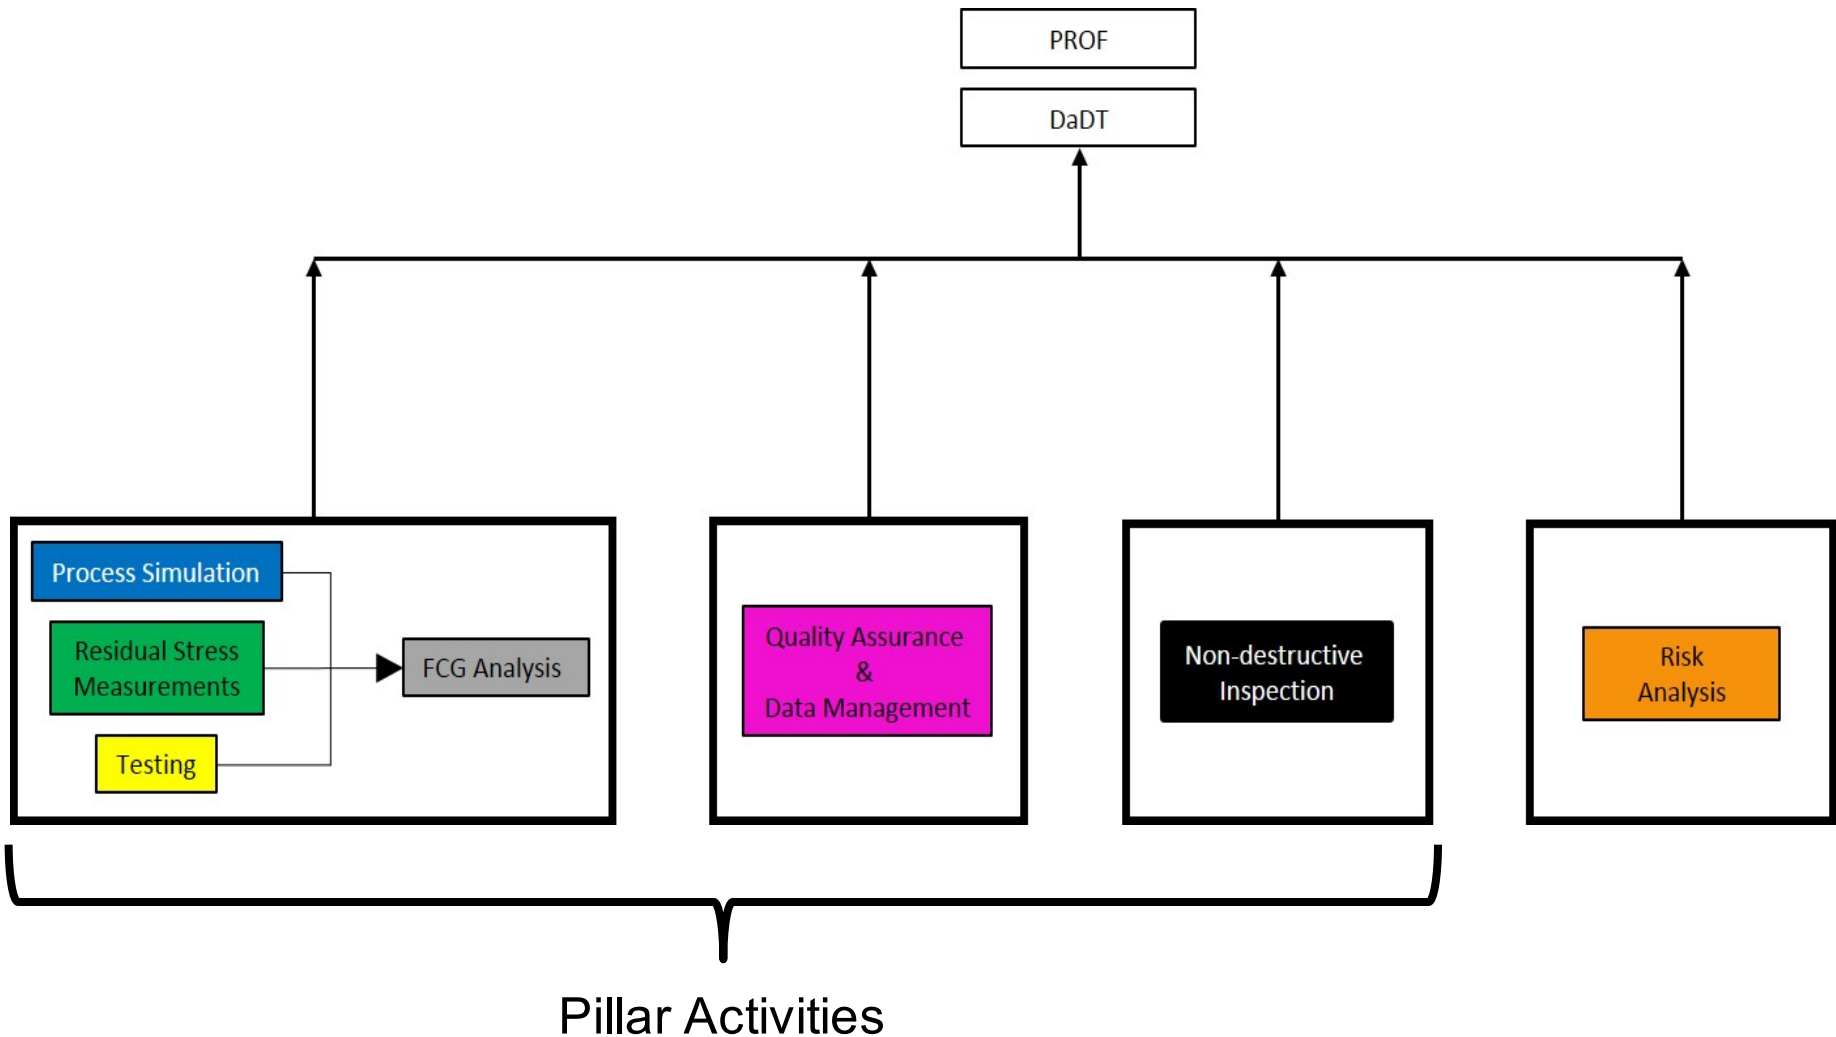 PROF
DaDT
Process Simulation
Residual Stress
Measurements
Testing
FCG Analysis
Quality Assurance
&
Data Management
Non-destructive
Inspection
Risk
Analysis
Pillar Activities